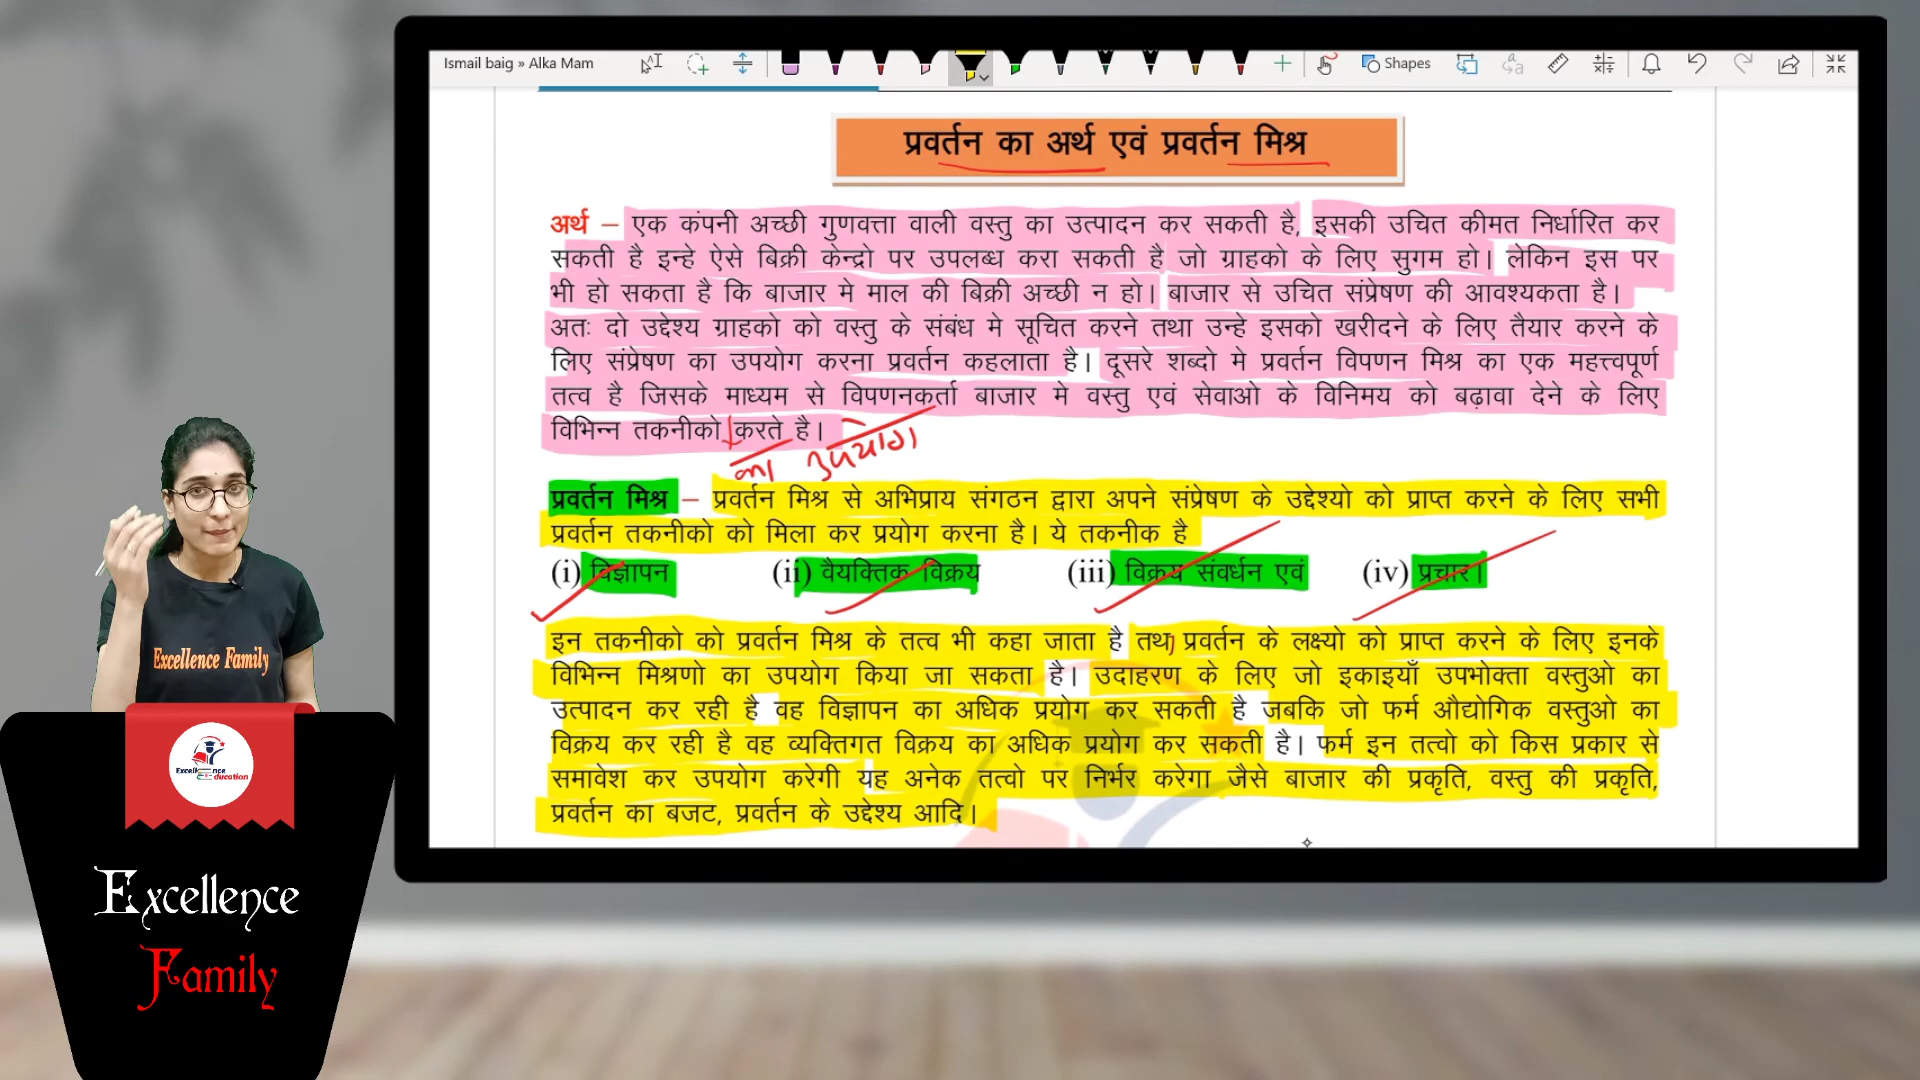 Ismail baig » Alka Mam
Shapes
प्रवर्तन का अर्थ एवं प्रवर्तन मिश्र
अर्थ – एक कंपनी अच्छी गुणवत्ता वाली वस्तु का उत्पादन कर सकती है, इसकी उचित कीमत निर्धारित कर
सकती है इन्हे ऐसे बिक्री केन्द्रो पर उपलब्ध करा सकती है जो ग्राहको के लिए सुगम हो। लेकिन इस पर
भी हो सकता है कि बाजार मे माल की बिक्री अच्छी न हो। बाजार से उचित संप्रेषण की आवश्यकता है।
अतः दो उद्देश्य ग्राहको को वस्तु के संबंध मे सूचित करने तथा उन्हे इसको खरीदने के लिए तैयार करने के
लिए संप्रेषण का उपयोग करना प्रवर्तन कहलाता है। दूसरे शब्दो मे प्रवर्तन विपणन मिश्र का एक महत्त्वपूर्ण
तत्व है जिसके माध्यम से विपणनकर्ता बाजार मे वस्तु एवं सेवाओ के विनिमय को बढ़ावा देने के लिए
विभिन्न तकनीको करते है।
का उपयोग
प्रवर्तन मिश्र – प्रवर्तन मिश्र से अभिप्राय संगठन द्वारा अपने संप्रेषण के उद्देश्यो को प्राप्त करने के लिए सभी
प्रवर्तन तकनीको को मिला कर प्रयोग करना है। ये तकनीक है
(i) विज्ञापन (ii) वैयक्तिक विक्रय (iii) विक्रय संवर्धन एवं (iv) प्रचार।
इन तकनीको को प्रवर्तन मिश्र के तत्व भी कहा जाता है तथा प्रवर्तन के लक्ष्यो को प्राप्त करने के लिए इनके
विभिन्न मिश्रणो का उपयोग किया जा सकता है। उदाहरण के लिए जो इकाइयाँ उपभोक्ता वस्तुओ का
उत्पादन कर रही है वह विज्ञापन का अधिक प्रयोग कर सकती है जबकि जो फर्म औद्योगिक वस्तुओ का
विक्रय कर रही है वह व्यक्तिगत विक्रय का अधिक प्रयोग कर सकती है। फर्म इन तत्वो को किस प्रकार से
समावेश कर उपयोग करेगी यह अनेक तत्वो पर निर्भर करेगा जैसे बाजार की प्रकृति, वस्तु की प्रकृति,
प्रवर्तन का बजट, प्रवर्तन के उद्देश्य आदि।
Excellence Family
Excellence
Education
Excellence
Family